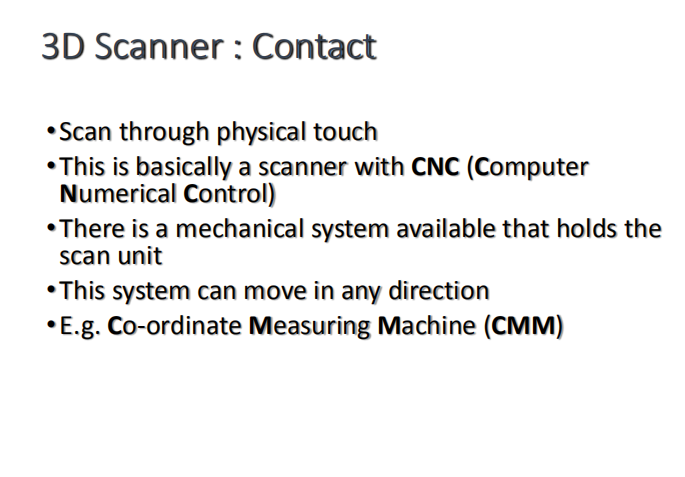 3D Scanner : Contact
•Scan through physical touch
•This is basically a scanner with CNC (Computer
Numerical Control)
•There is a mechanical system available that holds the
scan unit
•This system can move in any direction
•E.g. Co-ordinate Measuring Machine (CMM)